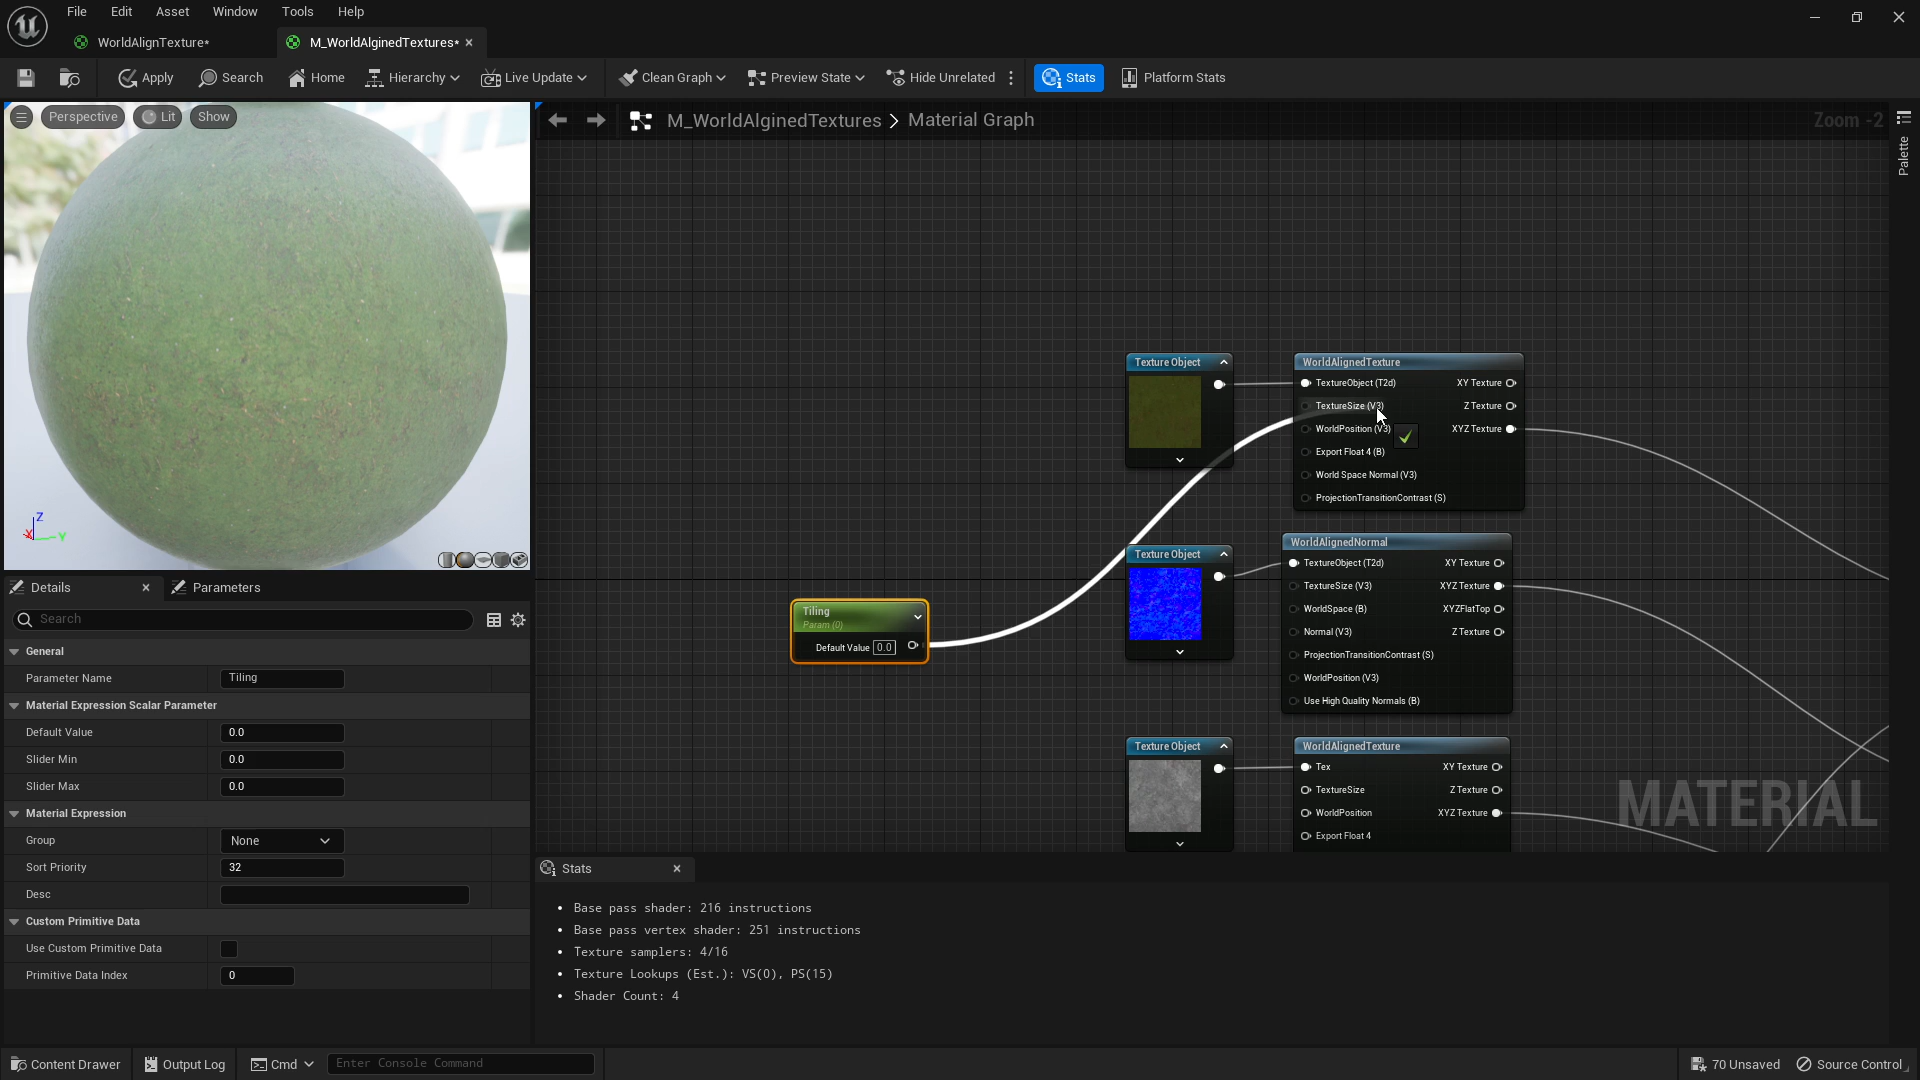 File Edit Asset Window Tools Help
WorldAlignTexture* M_WorldAlginedTextures*
Apply Search Home Hierarchy Live Update Clean Graph Preview State Hide Unrelated Stats Platform Stats
Perspective Lit Show
M_WorldAlginedTextures > Material Graph Zoom -2
Palette
Z
X
Y
Texture Object
WorldAlignedTexture
TextureObject (T2d) XY Texture
TextureSize (V3) Z Texture
WorldPosition (V3) XYZ Texture
Export Float 4 (B)
World Space Normal (V3)
ProjectionTransitionContrast (S)
Texture Object
WorldAlignedNormal
TextureObject (T2d) XY Texture
TextureSize (V3) XYZ Texture
WorldSpace (B) XYZFlatTop
Normal (V3) Z Texture
ProjectionTransitionContrast (S)
WorldPosition (V3)
Use High Quality Normals (B)
Tiling
Param (0)
Default Value 0.0
Texture Object
WorldAlignedTexture
Tex XY Texture
TextureSize Z Texture
WorldPosition XYZ Texture
Export Float 4
MATERIAL
Details Parameters
Search
General
Parameter Name Tiling
Material Expression Scalar Parameter
Default Value 0.0
Slider Min 0.0
Slider Max 0.0
Material Expression
Group None
Sort Priority 32
Desc
Custom Primitive Data
Use Custom Primitive Data
Primitive Data Index 0
Stats
• Base pass shader: 216 instructions
• Base pass vertex shader: 251 instructions
• Texture samplers: 4/16
• Texture Lookups (Est.): VS(0), PS(15)
• Shader Count: 4
Content Drawer Output Log Cmd Enter Console Command 70 Unsaved Source Control